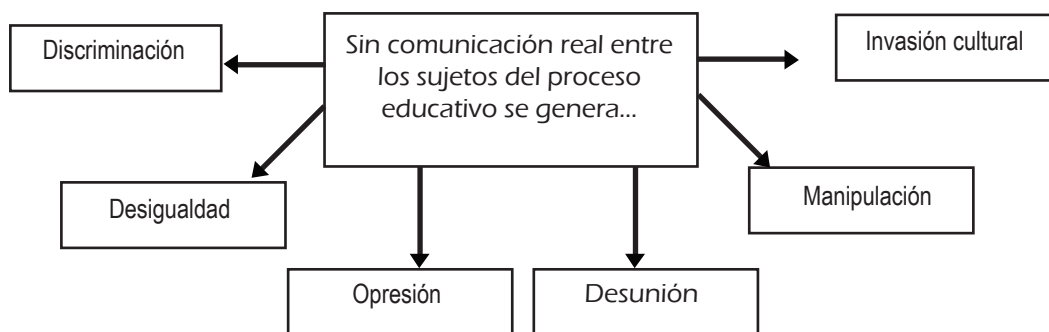 Discriminación
Sin comunicación real entre
los sujetos del proceso
educativo se genera...
Invasión cultural
Desigualdad
Manipulación
Opresión
Desunión